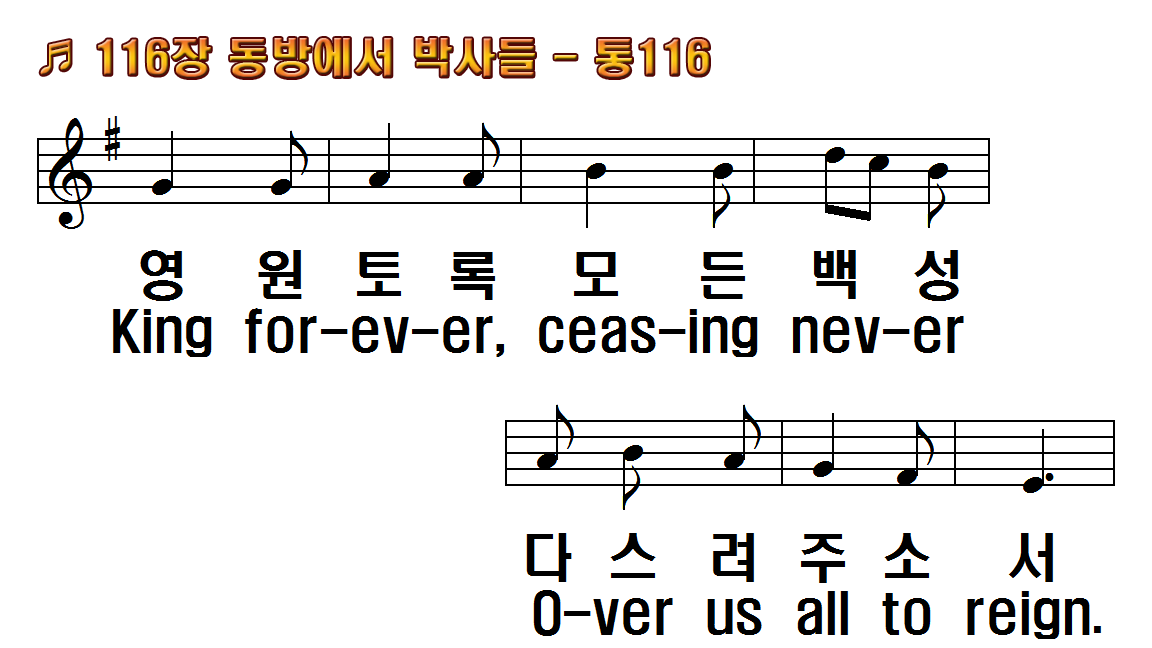 116장 동방에서 박사들 - 통116
영 원 토 록 모 든 백 성
King for-ev-er, ceas-ing nev-er
다 스 려 주 소 서
O-ver us all to reign.